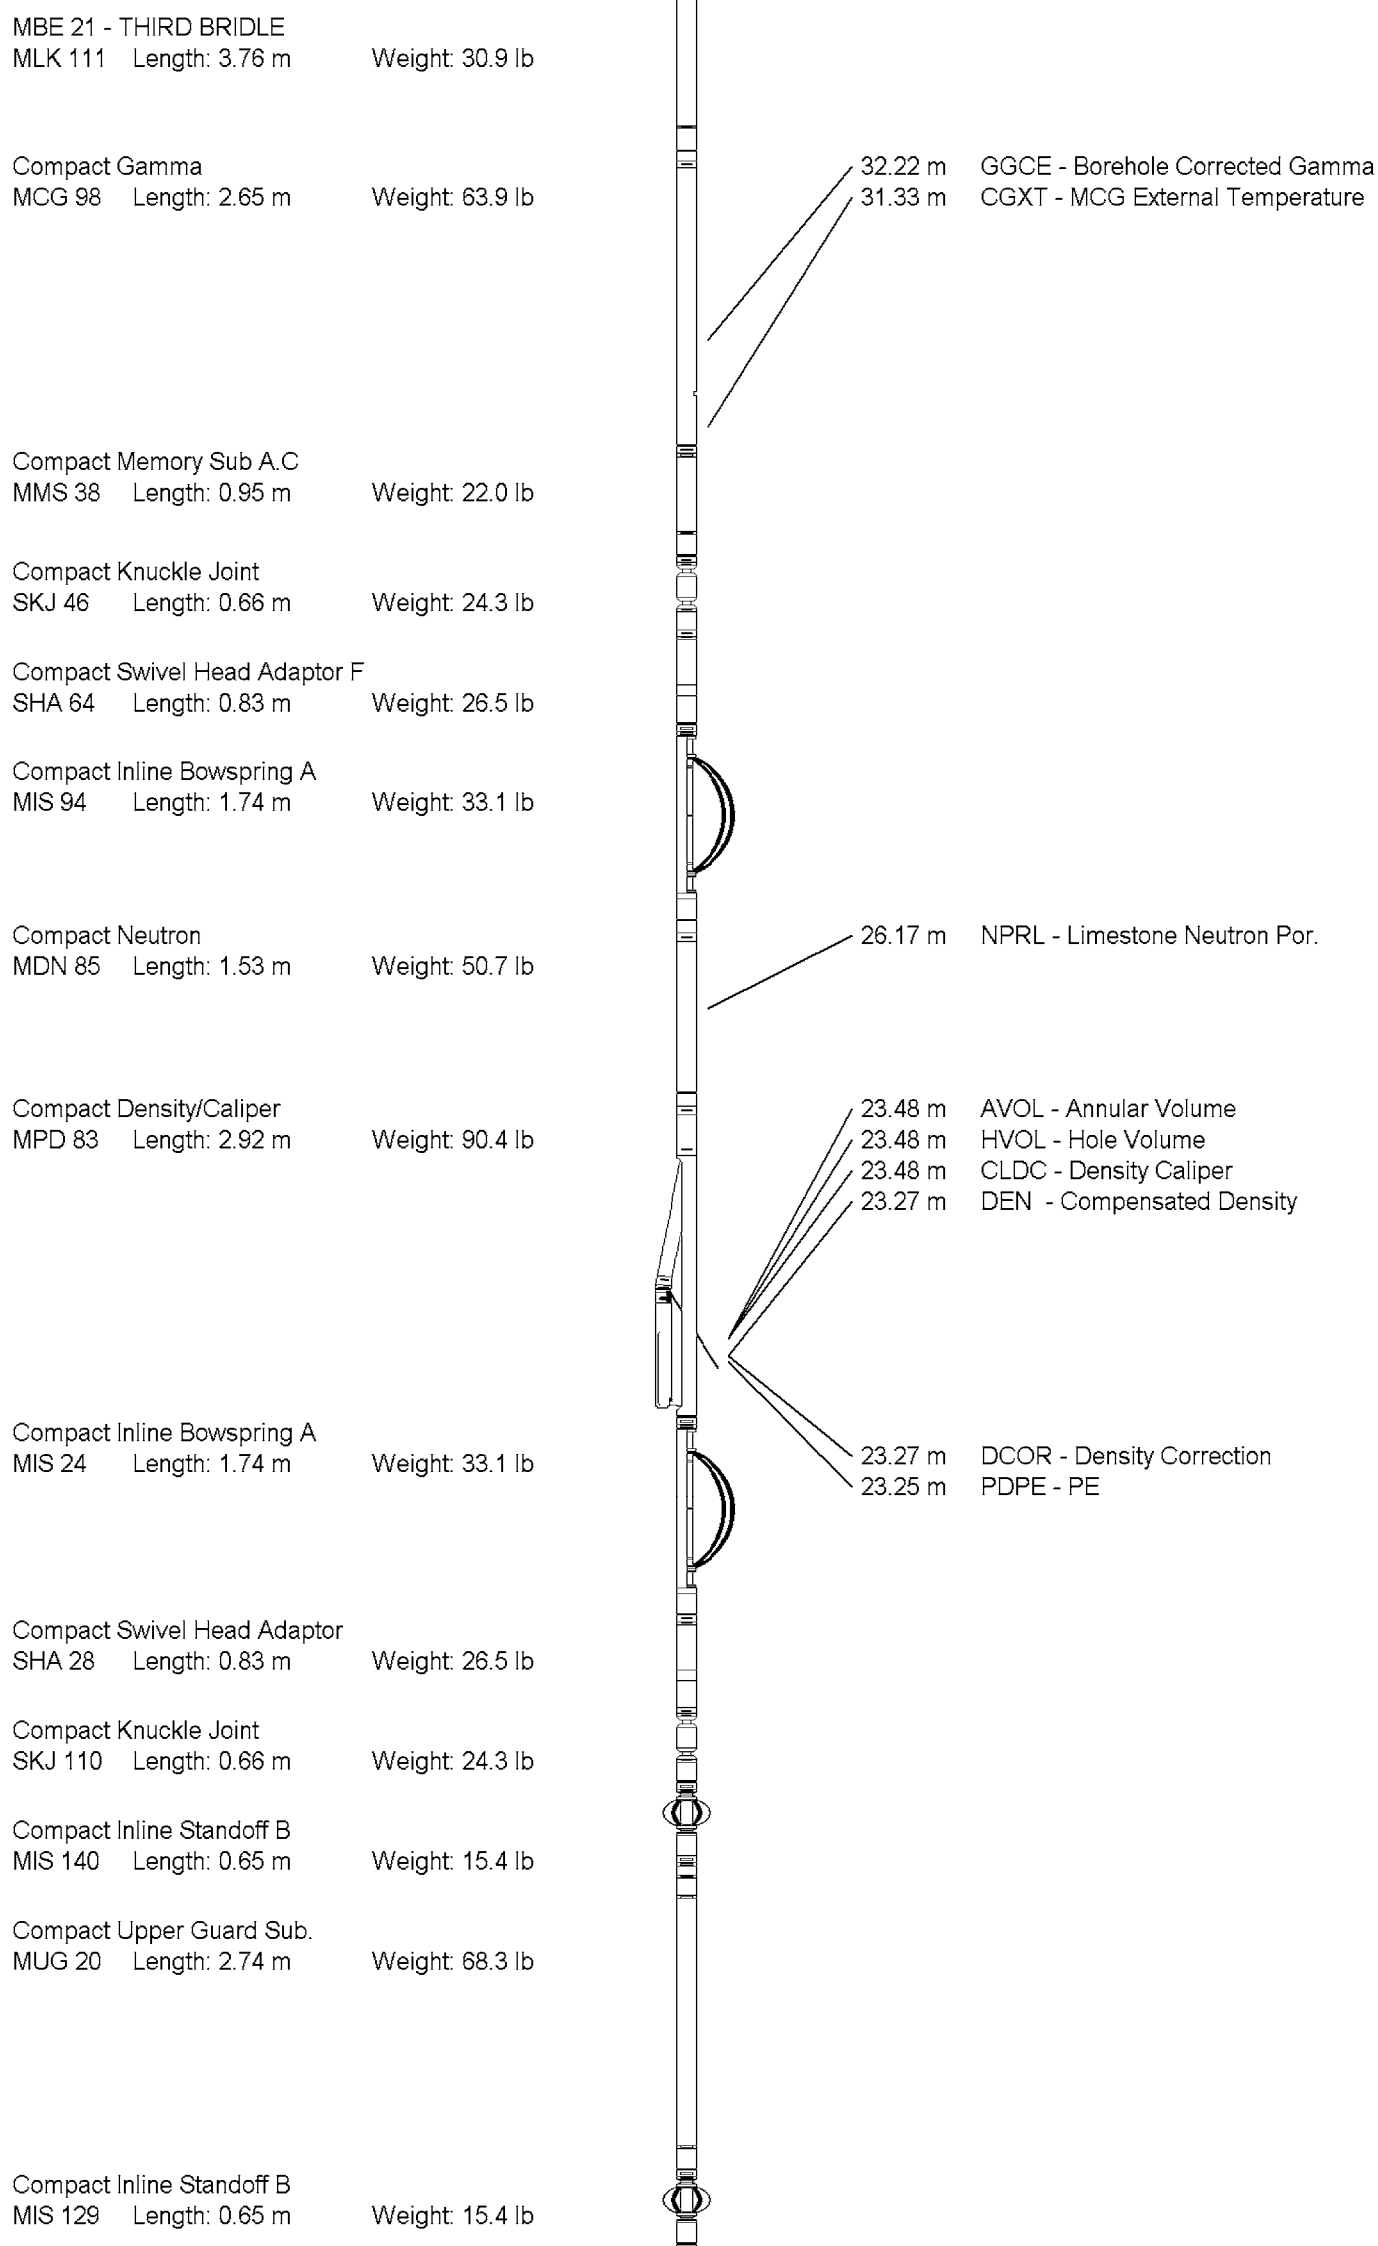 MBE 21 - THIRD BRIDLE
MLK 111 Length: 3.76 m Weight: 30.9 lb
Compact Gamma
MCG 98 Length: 2.65 m Weight: 63.9 lb
32.22 m GGCE - Borehole Corrected Gamma
31.33 m CGXT - MCG External Temperature
Compact Memory Sub A.C
MMS 38 Length: 0.95 m Weight: 22.0 lb
Compact Knuckle Joint
SKJ 46 Length: 0.66 m Weight: 24.3 lb
Compact Swivel Head Adaptor F
SHA 64 Length: 0.83 m Weight: 26.5 lb
Compact Inline Bowspring A
MIS 94 Length: 1.74 m Weight: 33.1 lb
Compact Neutron
MDN 85 Length: 1.53 m Weight: 50.7 lb
26.17 m NPRL - Limestone Neutron Por.
Compact Density/Caliper
MPD 83 Length: 2.92 m Weight: 90.4 lb
23.48 m AVOL - Annular Volume
23.48 m HVOL - Hole Volume
23.48 m CLDC - Density Caliper
23.27 m DEN - Compensated Density
Compact Inline Bowspring A
MIS 24 Length: 1.74 m Weight: 33.1 lb
23.27 m DCOR - Density Correction
23.25 m PDPE - PE
Compact Swivel Head Adaptor
SHA 28 Length: 0.83 m Weight: 26.5 lb
Compact Knuckle Joint
SKJ 110 Length: 0.66 m Weight: 24.3 lb
Compact Inline Standoff B
MIS 140 Length: 0.65 m Weight: 15.4 lb
Compact Upper Guard Sub.
MUG 20 Length: 2.74 m Weight: 68.3 lb
Compact Inline Standoff B
MIS 129 Length: 0.65 m Weight: 15.4 lb